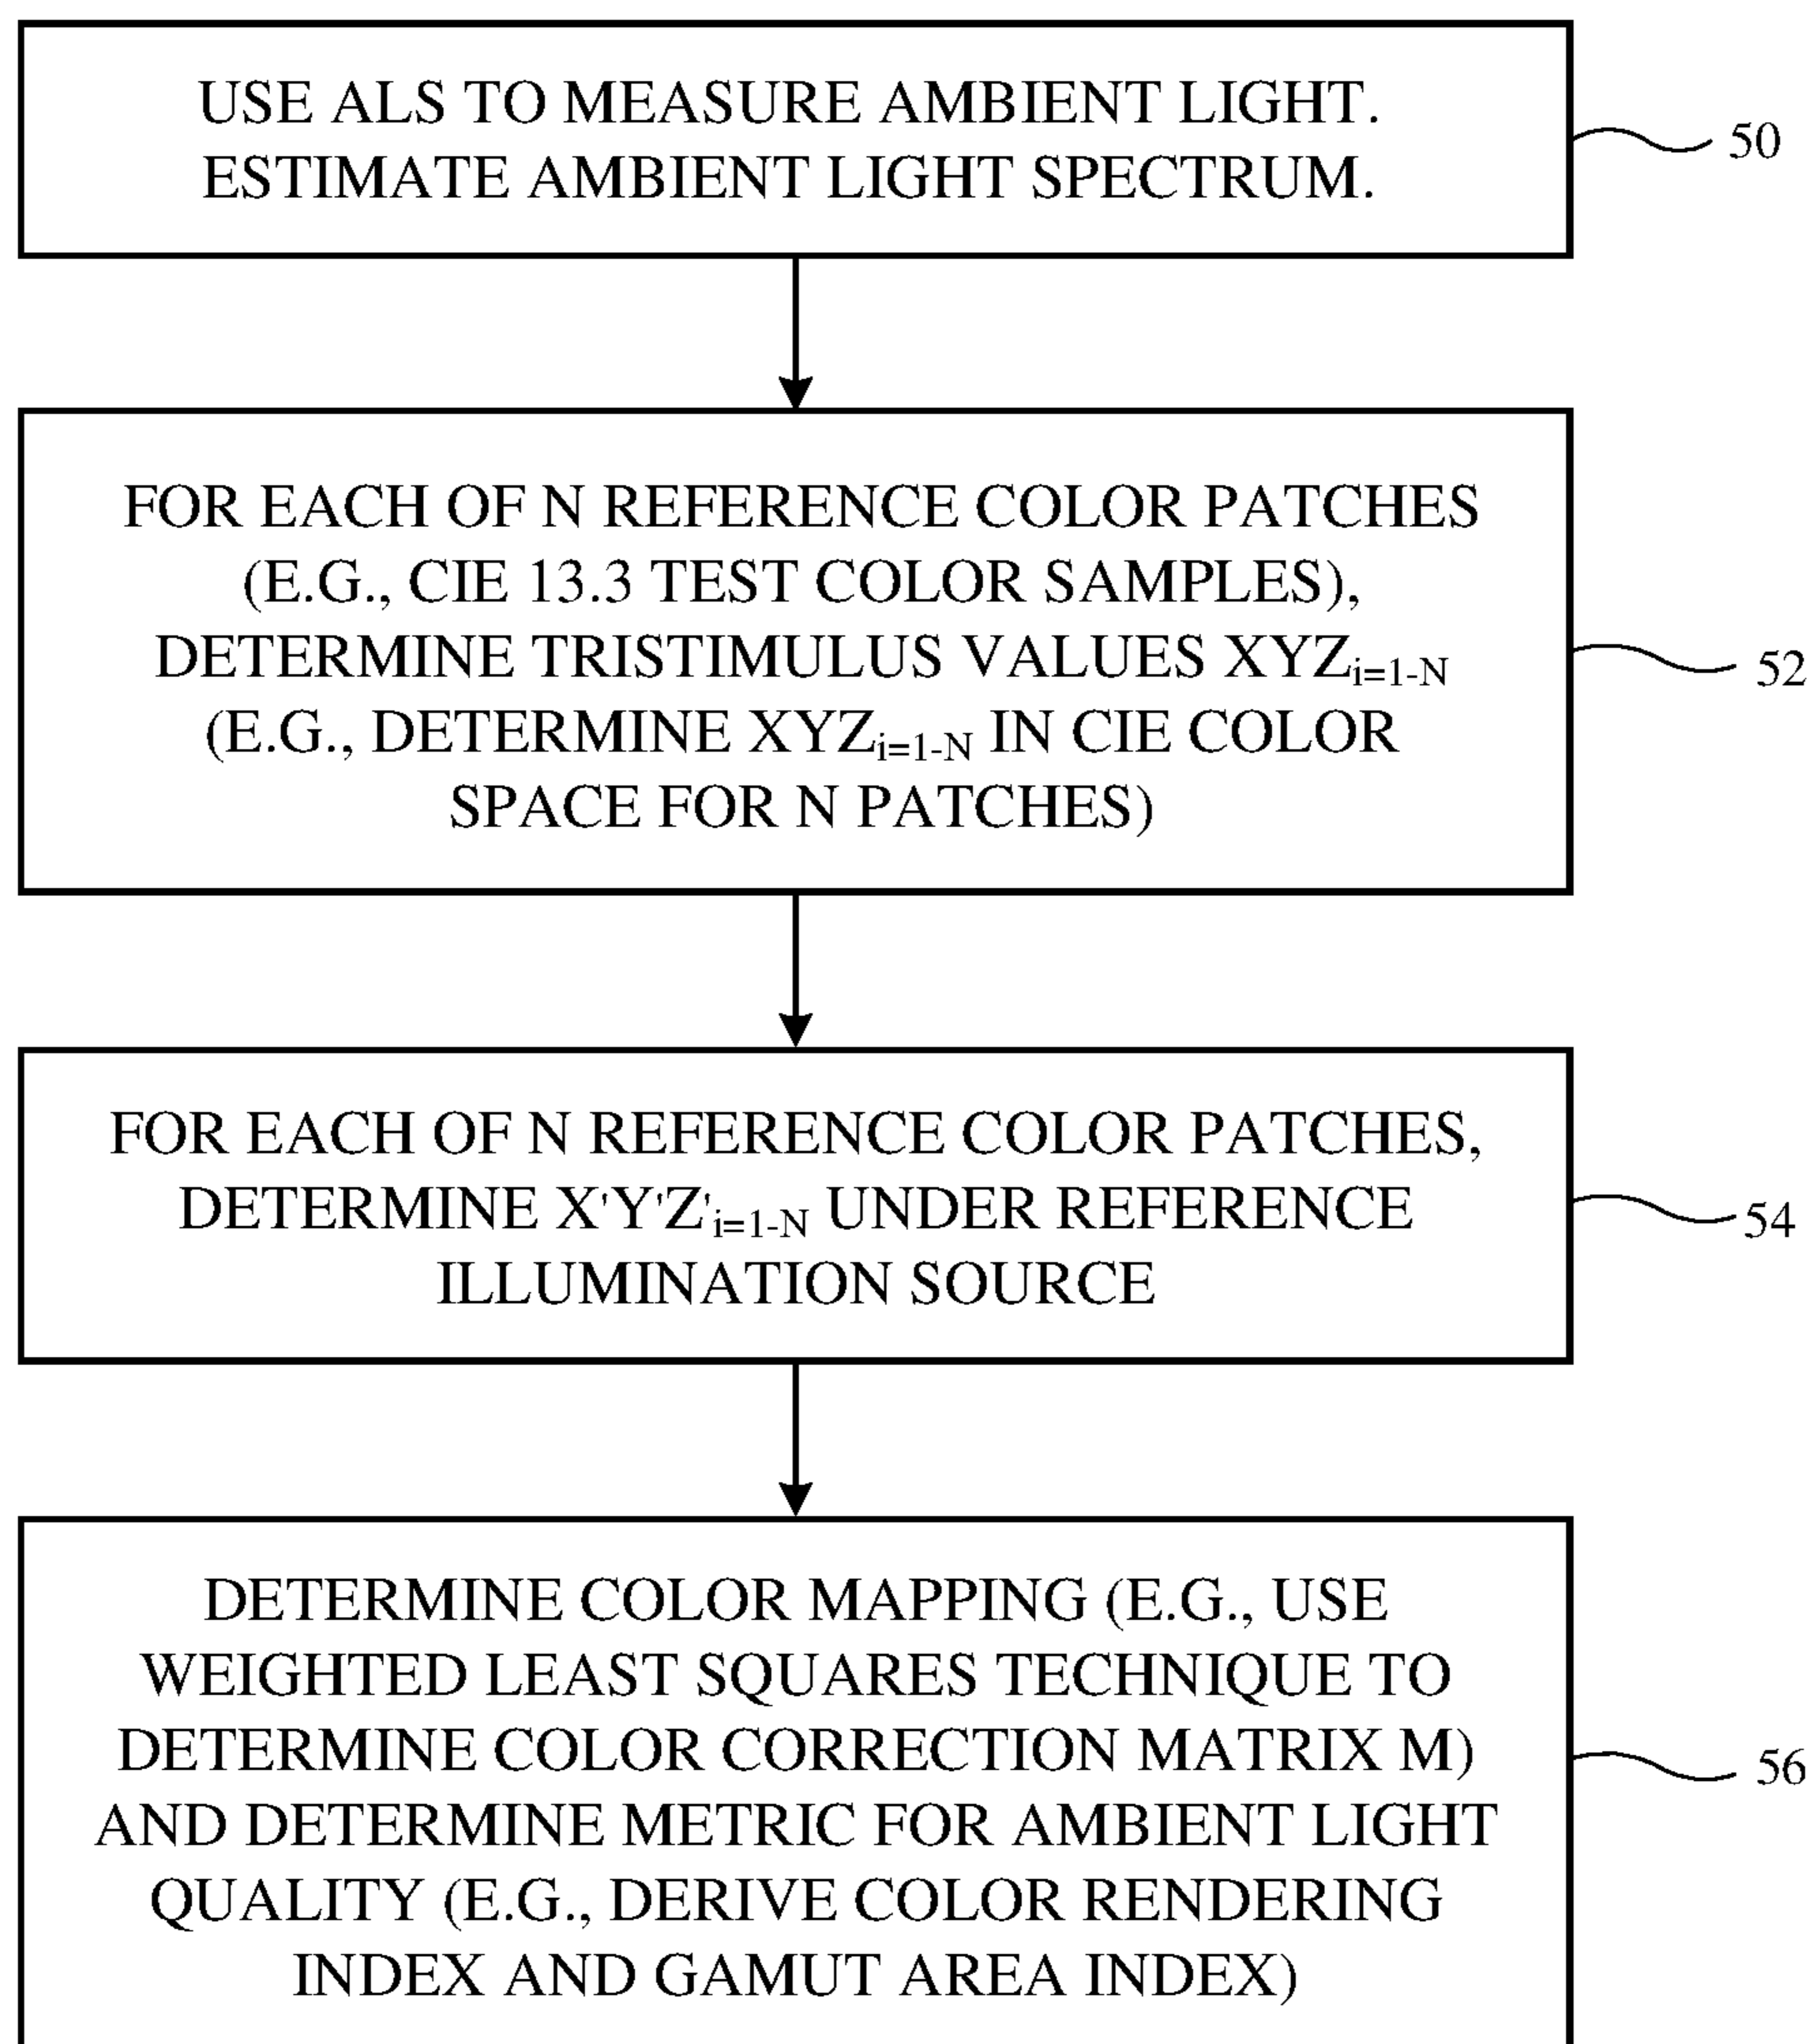 USE ALS TO MEASURE AMBIENT LIGHT.
ESTIMATE AMBIENT LIGHT SPECTRUM.
50
FOR EACH OF N REFERENCE COLOR PATCHES
(E.G., CIE 13.3 TEST COLOR SAMPLES),
DETERMINE TRISTIMULUS VALUES XYZi=1-N
(E.G., DETERMINE XYZi=1-N IN CIE COLOR
SPACE FOR N PATCHES)
52
FOR EACH OF N REFERENCE COLOR PATCHES,
DETERMINE X'Y'Z'i=1-N UNDER REFERENCE
ILLUMINATION SOURCE
54
DETERMINE COLOR MAPPING (E.G., USE
WEIGHTED LEAST SQUARES TECHNIQUE TO
DETERMINE COLOR CORRECTION MATRIX M)
AND DETERMINE METRIC FOR AMBIENT LIGHT
QUALITY (E.G., DERIVE COLOR RENDERING
INDEX AND GAMUT AREA INDEX)
56